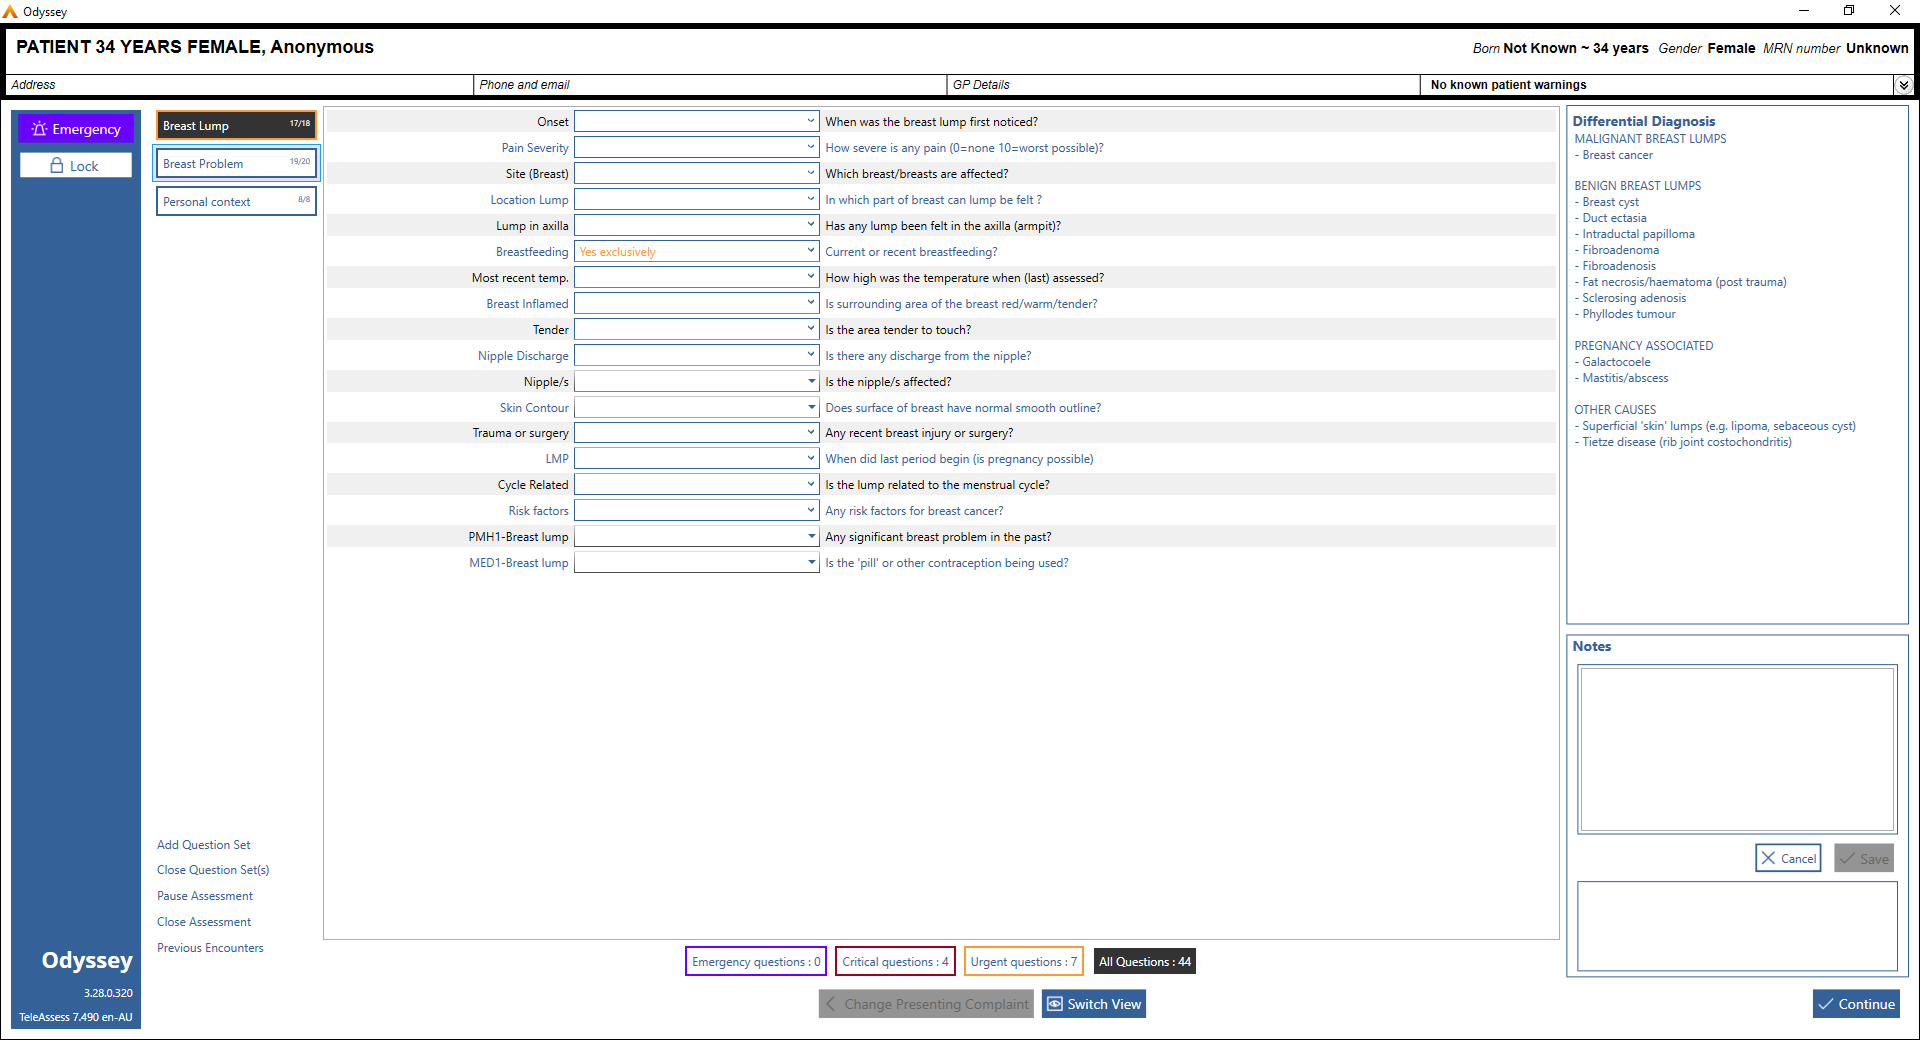 Odyssey
PATIENT 34 YEARS FEMALE, Anonymous
Born Not Known ~ 34 years Gender Female MRN number Unknown
Address
Phone and email
GP Details
No known patient warnings
Emergency
Lock
Breast Lump 17/18
Breast Problem 19/20
Personal context 8/8
Onset When was the breast lump first noticed?
Pain Severity How severe is any pain (0=none 10=worst possible)?
Site (Breast) Which breast/breasts are affected?
Location Lump In which part of breast can lump be felt ?
Lump in axilla Has any lump been felt in the axilla (armpit)?
Breastfeeding Yes exclusively Current or recent breastfeeding?
Most recent temp. How high was the temperature when (last) assessed?
Breast Inflamed Is surrounding area of the breast red/warm/tender?
Tender Is the area tender to touch?
Nipple Discharge Is there any discharge from the nipple?
Nipple/s Is the nipple/s affected?
Skin Contour Does surface of breast have normal smooth outline?
Trauma or surgery Any recent breast injury or surgery?
LMP When did last period begin (is pregnancy possible)
Cycle Related Is the lump related to the menstrual cycle?
Risk factors Any risk factors for breast cancer?
PMH1-Breast lump Any significant breast problem in the past?
MED1-Breast lump Is the 'pill' or other contraception being used?
Differential Diagnosis
MALIGNANT BREAST LUMPS
- Breast cancer
BENIGN BREAST LUMPS
- Breast cyst
- Duct ectasia
- Intraductal papilloma
- Fibroadenoma
- Fibroadenosis
- Fat necrosis/haematoma (post trauma)
- Sclerosing adenosis
- Phyllodes tumour
PREGNANCY ASSOCIATED
- Galactocoele
- Mastitis/abscess
OTHER CAUSES
- Superficial 'skin' lumps (e.g. lipoma, sebaceous cyst)
- Tietze disease (rib joint costochondritis)
Notes
Cancel
Save
Add Question Set
Close Question Set(s)
Pause Assessment
Close Assessment
Previous Encounters
Odyssey
3.28.0.320
TeleAssess 7.490 en-AU
Emergency questions : 0
Critical questions : 4
Urgent questions : 7
All Questions : 44
Change Presenting Complaint
Switch View
Continue